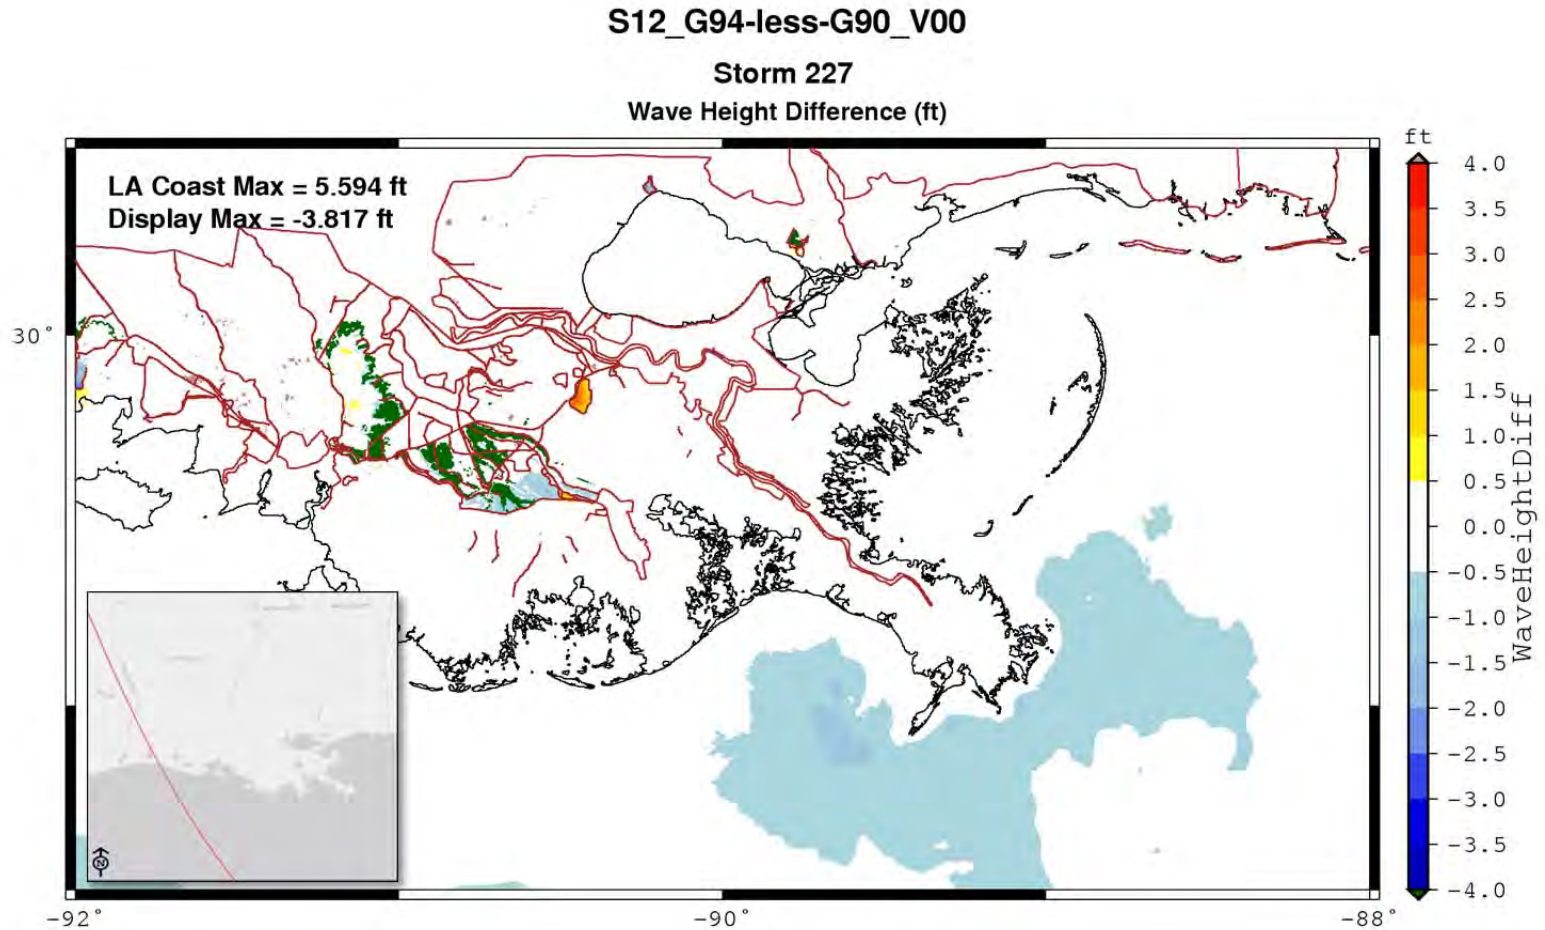 S12_G94-less-G90_V00
Storm 227
Wave Height Difference (ft)
LA Coast Max = 5.594 ft
Display Max = -3.817 ft
30°
-92°
-90°
-88°
N
ft
4.0
3.5
3.0
2.5
2.0
1.5
1.0
0.5
0.0
-0.5
-1.0
-1.5
-2.0
-2.5
-3.0
-3.5
-4.0
WaveHeightDiff